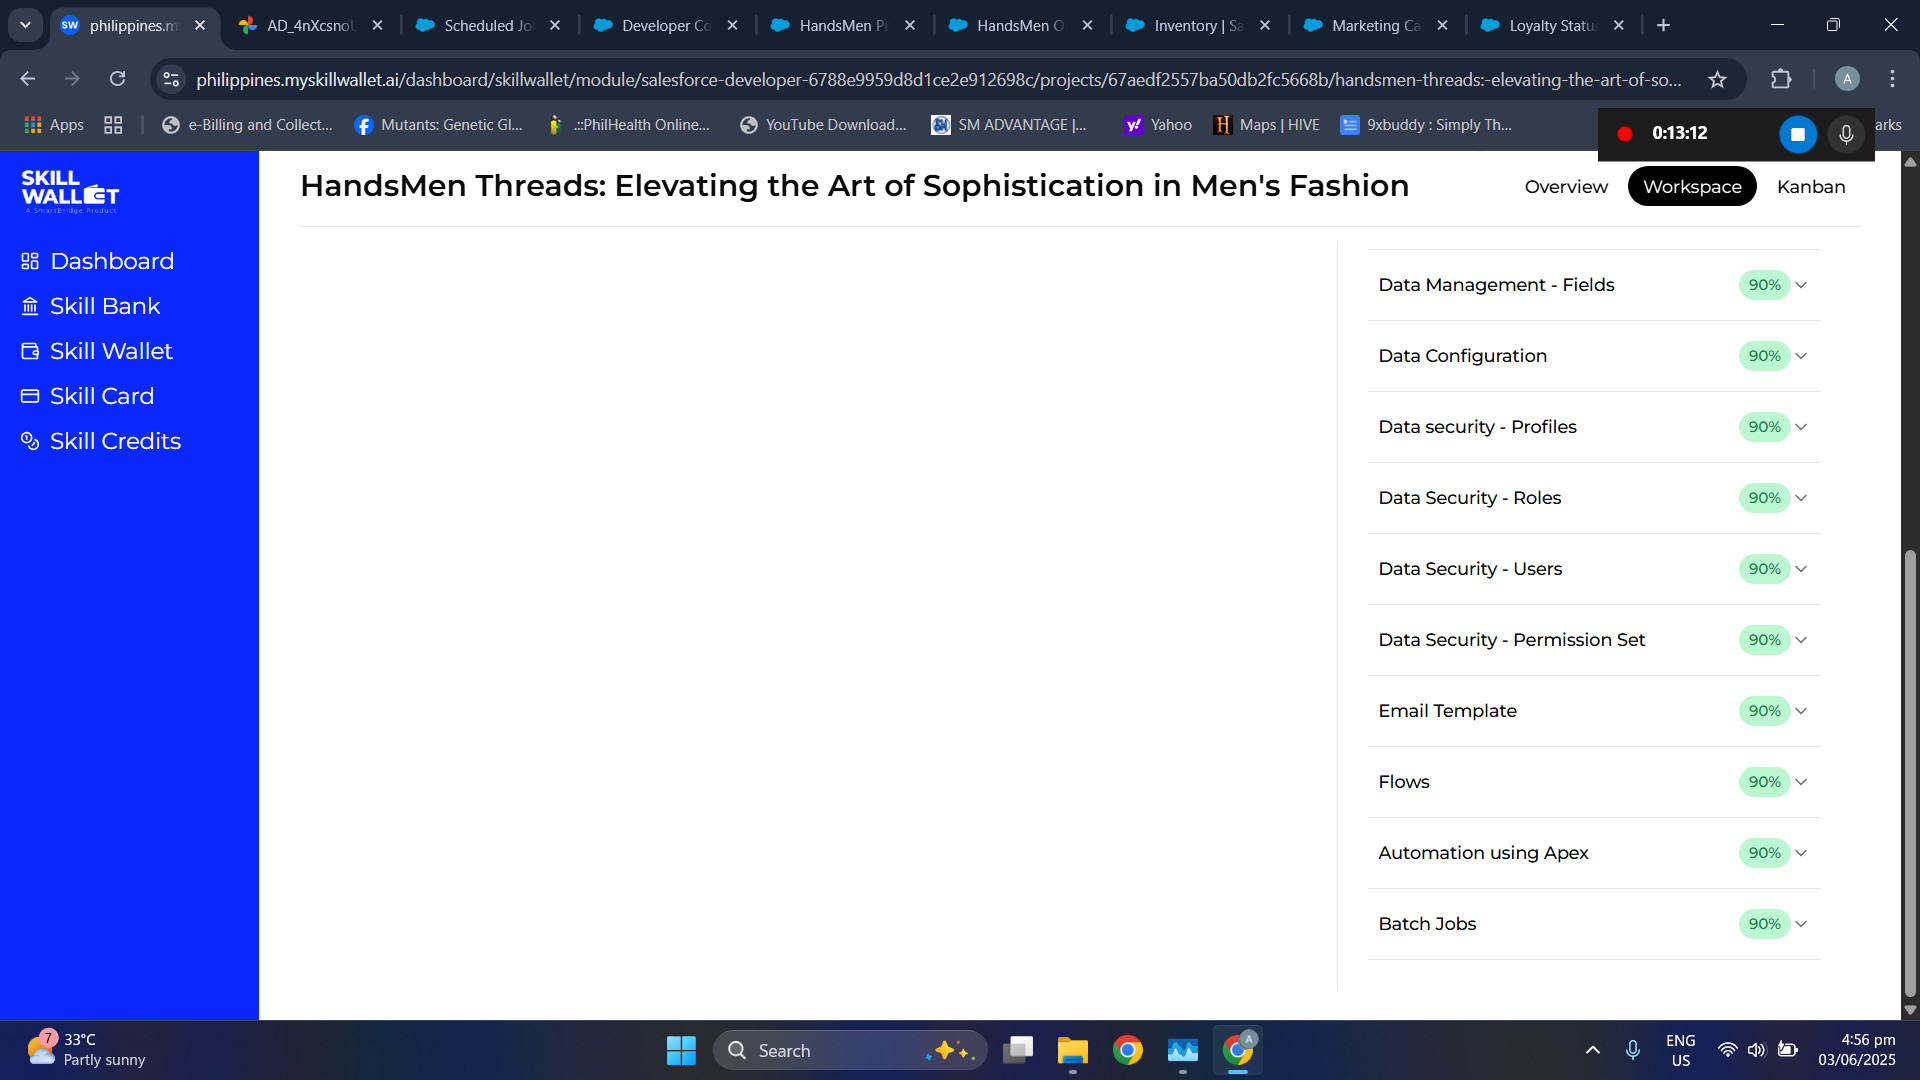 philippines.m
AD_4nXcsnoU
Scheduled Jo
Developer Co
HandsMen Pr
HandsMen O
Inventory | Sa
Marketing Ca
Loyalty Statu
philippines.myskillwallet.ai/dashboard/skillwallet/module/salesforce-developer-6788e9959d8d1ce2e912698c/projects/67aedf2557ba50db2fc5668b/handsmen-threads:-elevating-the-art-of-so...
A
Apps
e-Billing and Collect...
Mutants: Genetic Gl...
.::PhilHealth Online...
YouTube Download...
SM ADVANTAGE |...
Yahoo
Maps | HIVE
9xbuddy : Simply Th...
arks
0:13:12
SKILL
WALLET
A SmartBridge Product
HandsMen Threads: Elevating the Art of Sophistication in Men's Fashion
Overview
Workspace
Kanban
Dashboard
Skill Bank
Skill Wallet
Skill Card
Skill Credits
Data Management - Fields 90%
Data Configuration 90%
Data security - Profiles 90%
Data Security - Roles 90%
Data Security - Users 90%
Data Security - Permission Set 90%
Email Template 90%
Flows 90%
Automation using Apex 90%
Batch Jobs 90%
7
33°C
Partly sunny
Search
A
ENG
US
4:56 pm
03/06/2025